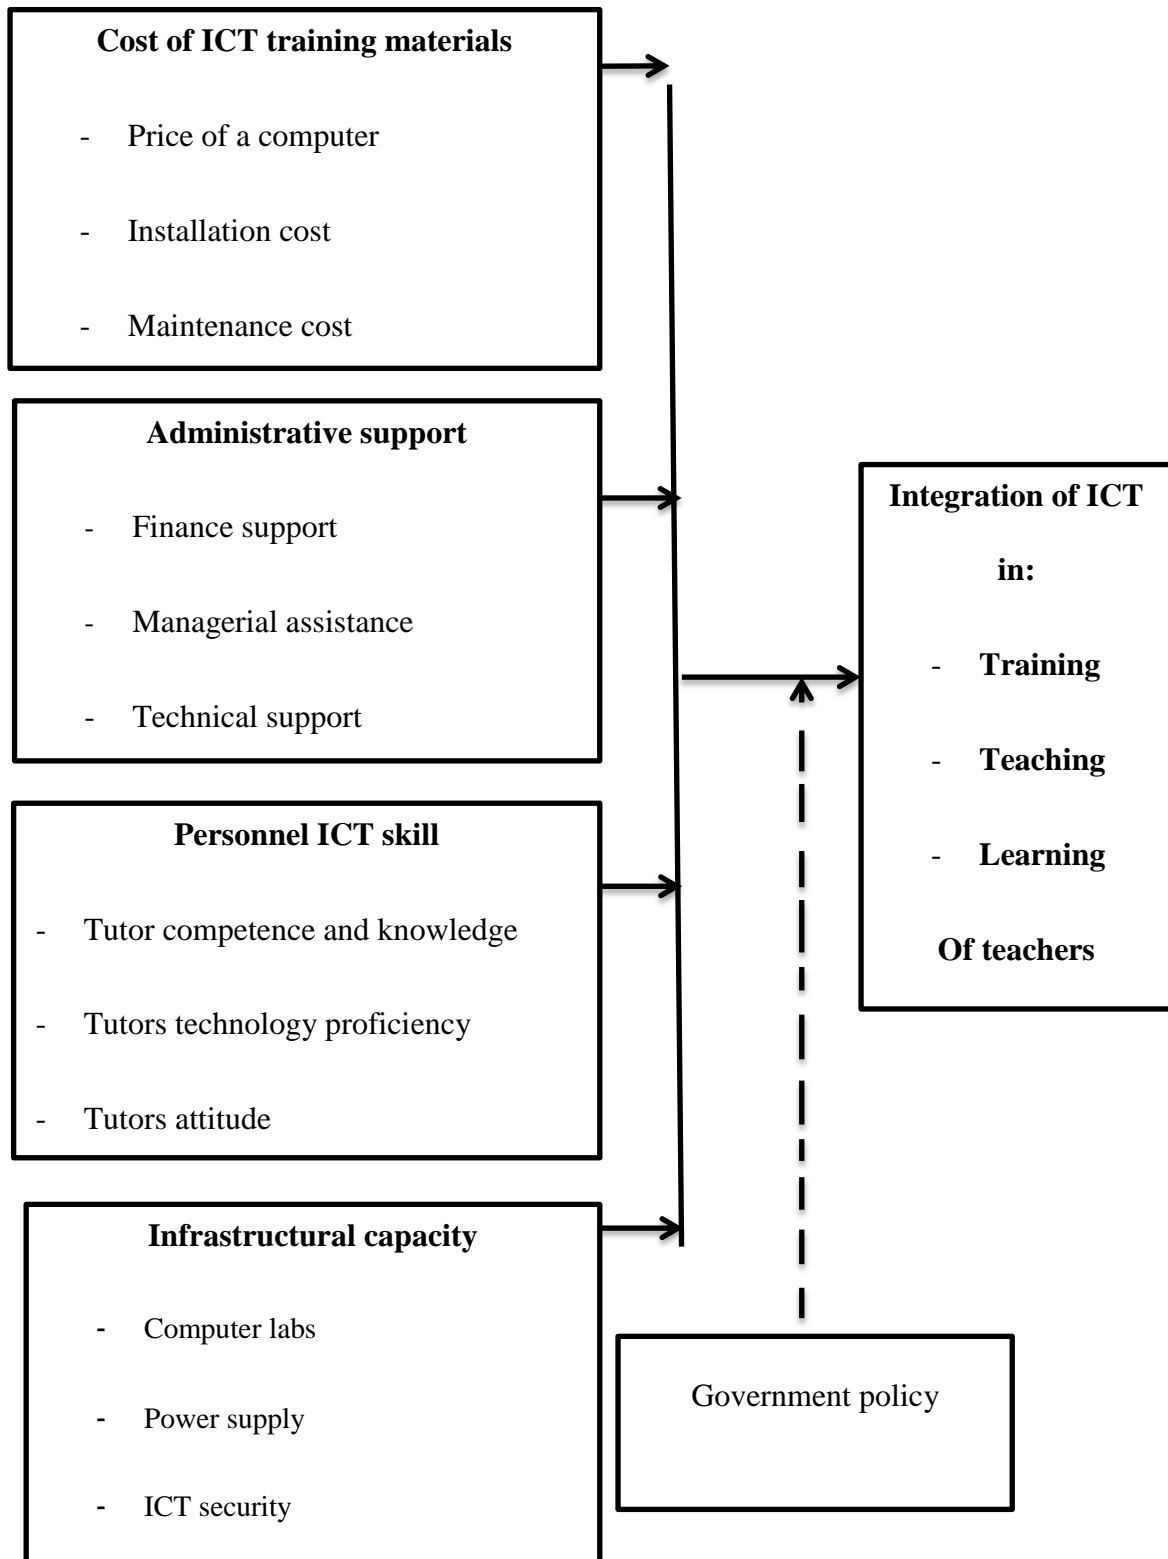 Cost of ICT training materials
- Price of a computer
- Installation cost
- Maintenance cost
Administrative support
- Finance support
- Managerial assistance
- Technical support
Personnel ICT skill
- Tutor competence and knowledge
- Tutors technology proficiency
- Tutors attitude
Infrastructural capacity
- Computer labs
- Power supply
- ICT security
Integration of ICT
in:
- Training
- Teaching
- Learning
Of teachers
Government policy